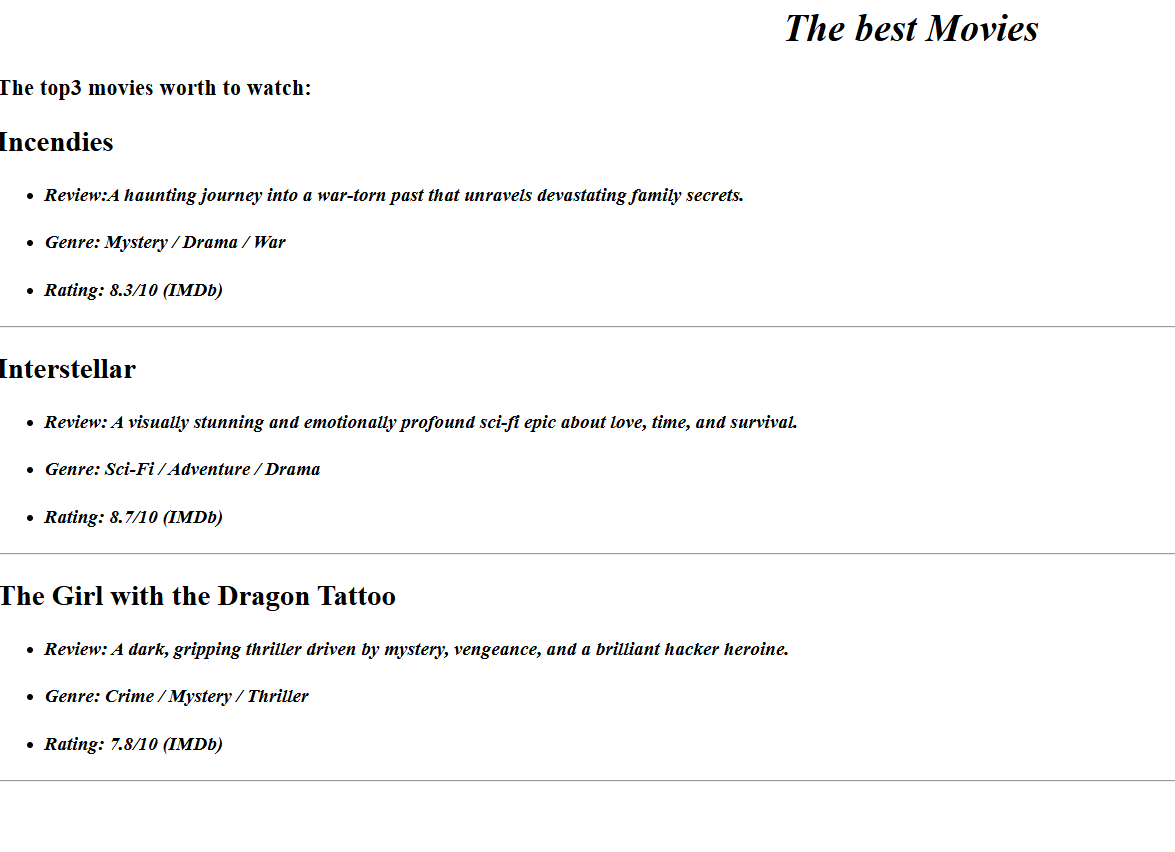 The best Movies
The top3 movies worth to watch:
Incendies
Review:A haunting journey into a war-torn past that unravels devastating family secrets.
Genre: Mystery / Drama / War
Rating: 8.3/10 (IMDb)
Interstellar
Review: A visually stunning and emotionally profound sci-fi epic about love, time, and survival.
Genre: Sci-Fi / Adventure / Drama
Rating: 8.7/10 (IMDb)
The Girl with the Dragon Tattoo
Review: A dark, gripping thriller driven by mystery, vengeance, and a brilliant hacker heroine.
Genre: Crime / Mystery / Thriller
Rating: 7.8/10 (IMDb)